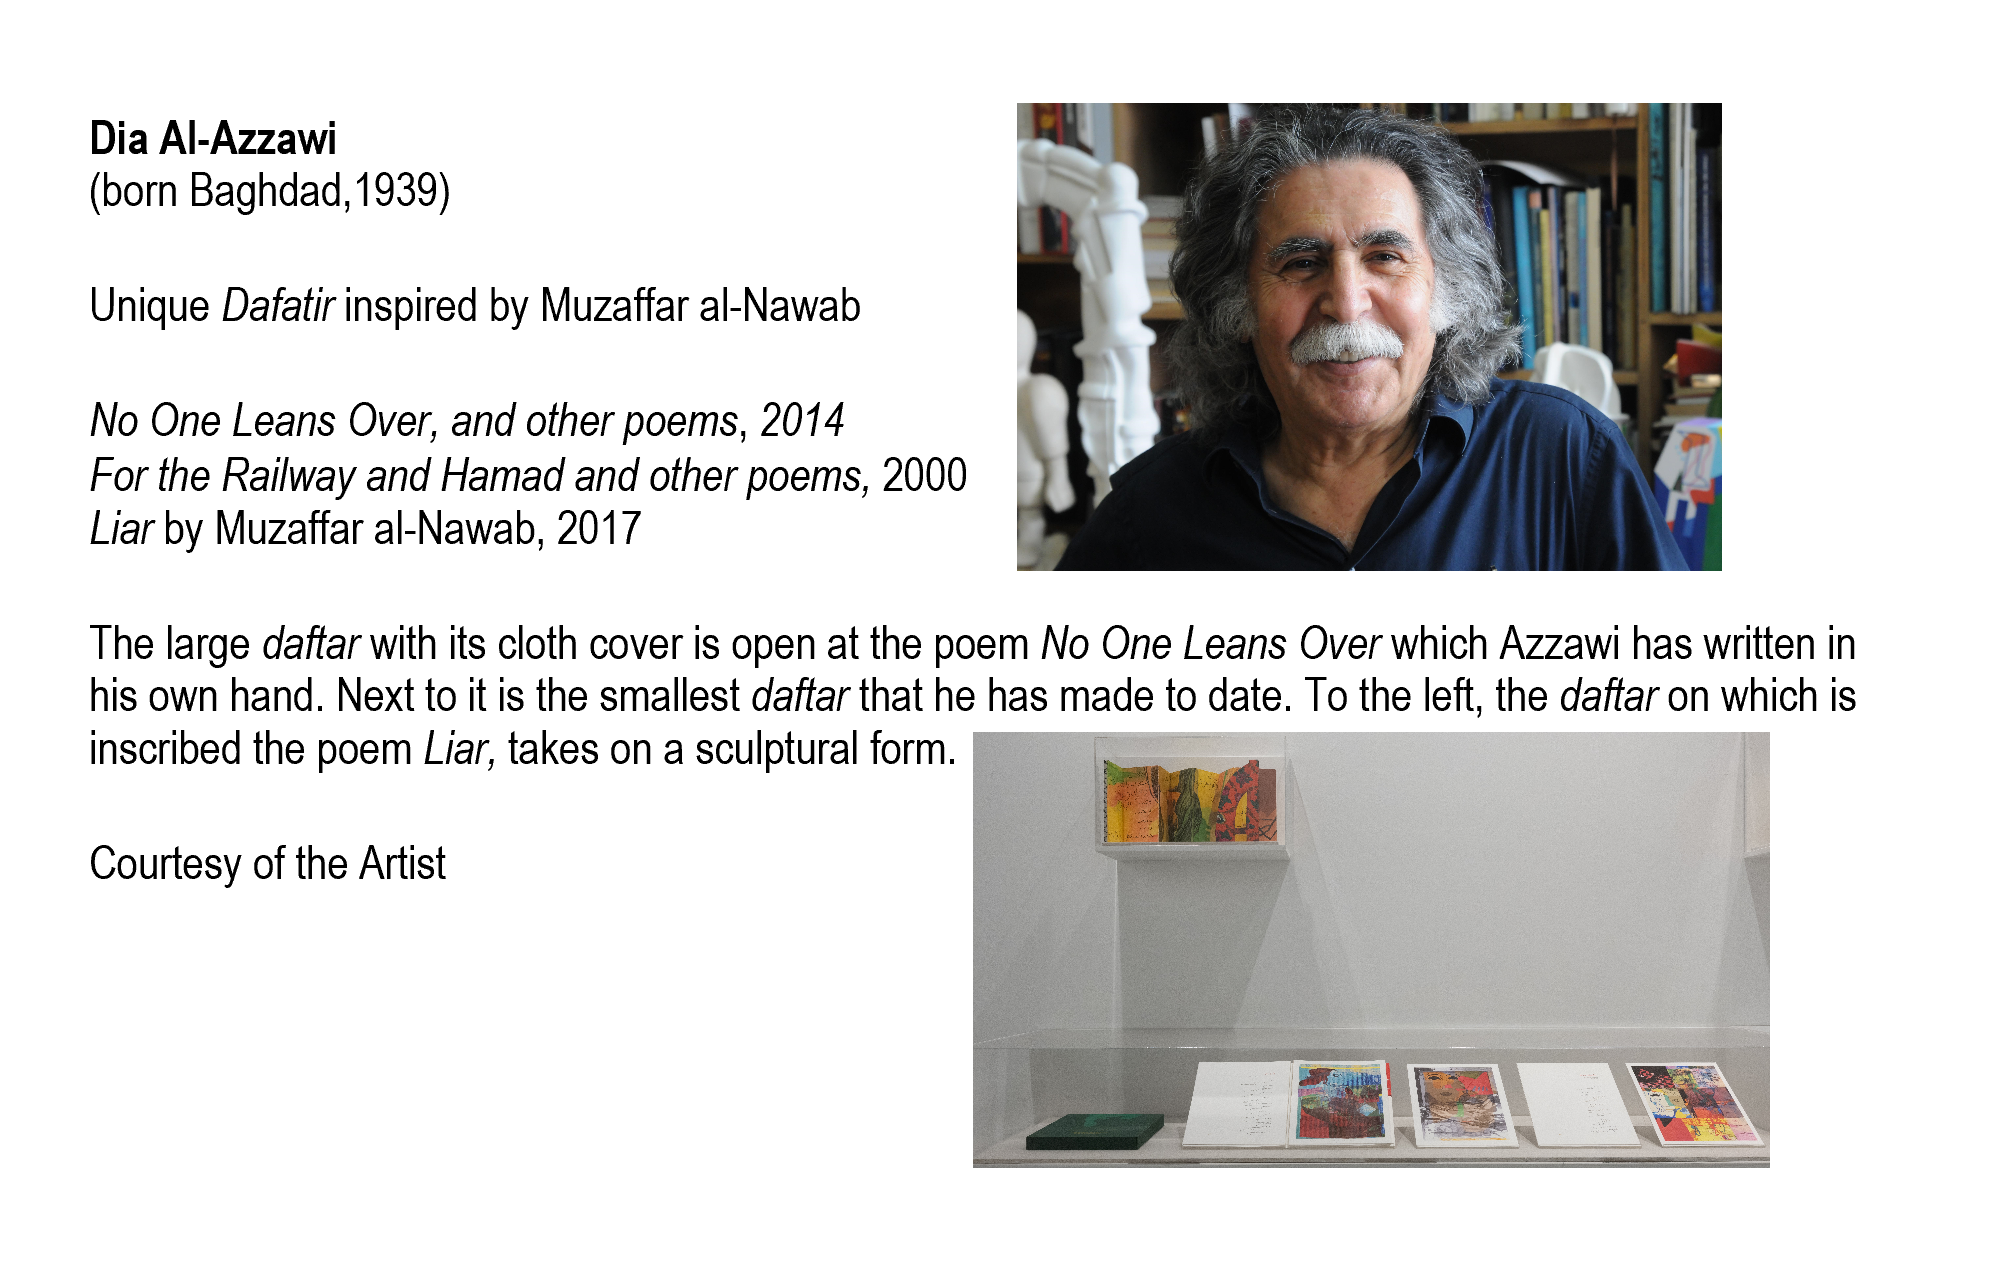 Dia Al-Azzawi
(born Baghdad,1939)
Unique Dafatir inspired by Muzaffar al-Nawab
No One Leans Over, and other poems, 2014
For the Railway and Hamad and other poems, 2000
Liar by Muzaffar al-Nawab, 2017
The large daftar with its cloth cover is open at the poem No One Leans Over which Azzawi has written in
his own hand. Next to it is the smallest daftar that he has made to date. To the left, the daftar on which is
inscribed the poem Liar, takes on a sculptural form.
Courtesy of the Artist